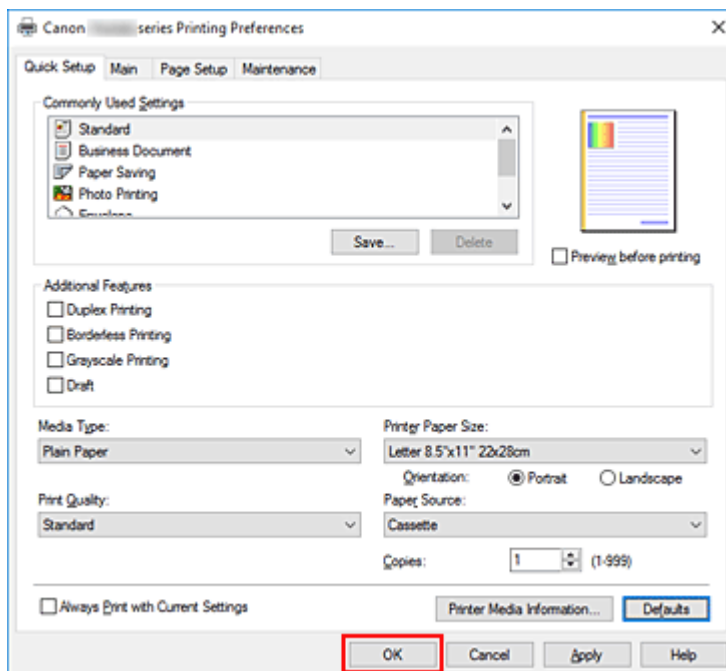 Canon series Printing Preferences
Quick Setup Main Page Setup Maintenance
Commonly Used Settings
Standard
Business Document
Paper Saving
Photo Printing
Save... Delete
Preview before printing
Additional Features
Duplex Printing
Borderless Printing
Grayscale Printing
Draft
Media Type:
Plain Paper
Printer Paper Size:
Letter 8.5"x11" 22x28cm
Orientation: Portrait Landscape
Print Quality:
Standard
Paper Source:
Cassette
Copies: 1 (1-999)
Always Print with Current Settings
Printer Media Information... Defaults
OK Cancel Apply Help